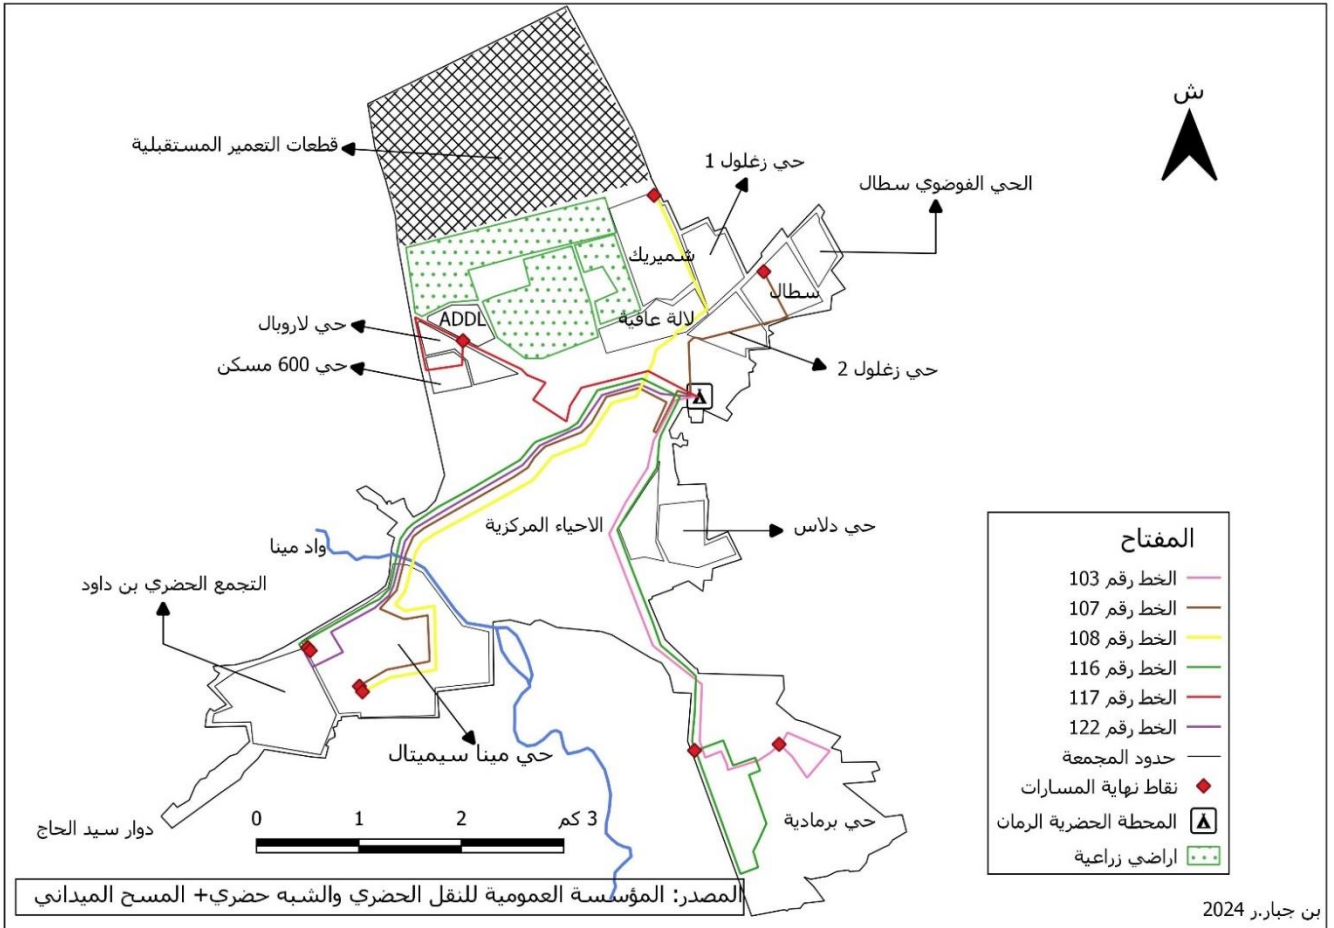 ش
قطعات التعمير المستقبلية
حي زغلول 1
الحي الفوضوي سطال
شميريك
سطال
لالة عافية
ADDL
حي لاروبال
حي 600 مسكن
حي زغلول 2
الاحياء المركزية
حي دلاس
واد مينا
التجمع الحضري بن داود
حي مينا سيميتال
دوار سيد الحاج
حي برمادية
0 1 2 3 كم
المفتاح
الخط رقم 103
الخط رقم 107
الخط رقم 108
الخط رقم 116
الخط رقم 117
الخط رقم 122
حدود المجمعة
نقاط نهاية المسارات
المحطة الحضرية الرمان
اراضي زراعية
المصدر: المؤسسة العمومية للنقل الحضري والشبه حضري+ المسح الميداني
بن جبار.ر 2024